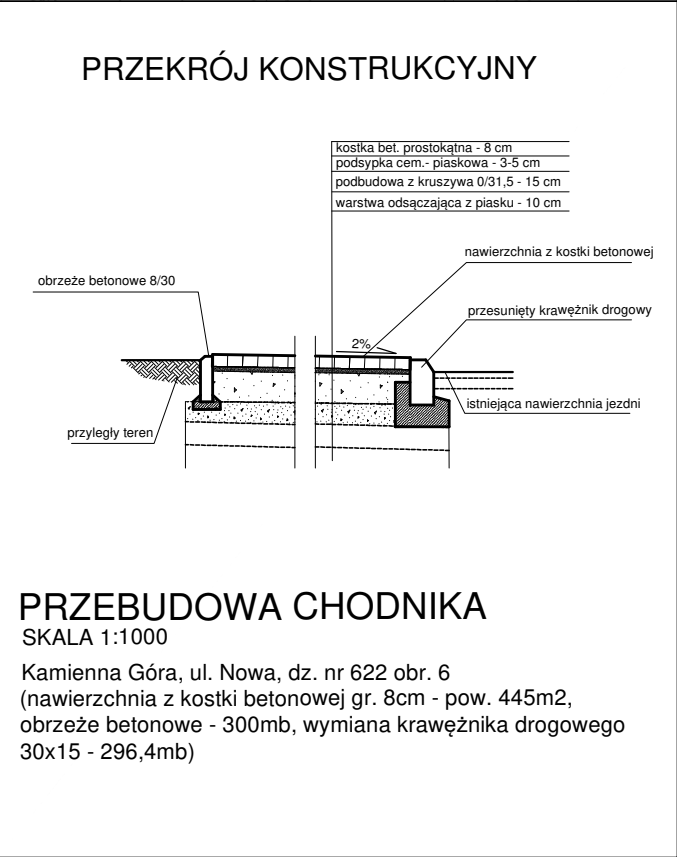 PRZEKRÓJ KONSTRUKCYJNY
kostka bet. prostokątna - 8 cm
podsypka cem.- piaskowa - 3-5 cm
podbudowa z kruszywa 0/31,5 - 15 cm
warstwa odsączająca z piasku - 10 cm
nawierzchnia z kostki betonowej
obrzeże betonowe 8/30
przesunięty krawężnik drogowy
2%
istniejąca nawierzchnia jezdni
przyległy teren
PRZEBUDOWA CHODNIKA
SKALA 1:1000
Kamienna Góra, ul. Nowa, dz. nr 622 obr. 6
(nawierzchnia z kostki betonowej gr. 8cm - pow. 445m2,
obrzeże betonowe - 300mb, wymiana krawężnika drogowego
30x15 - 296,4mb)